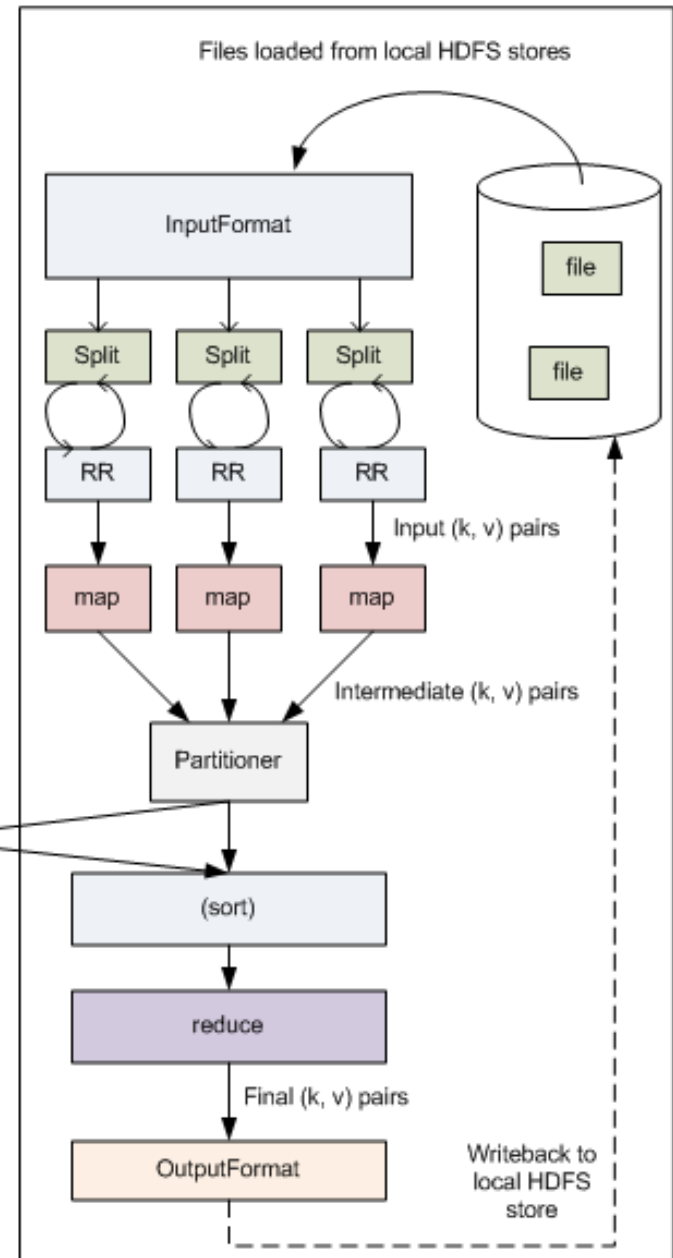 Files loaded from local HDFS stores
InputFormat
file
Split
Split
Split
file
RR
RR
RR
Input (k, v) pairs
map
map
map
Intermediate (k, v) pairs
Partitioner
(sort)
reduce
Final (k, v) pairs
OutputFormat
Writeback to
local HDFS
store